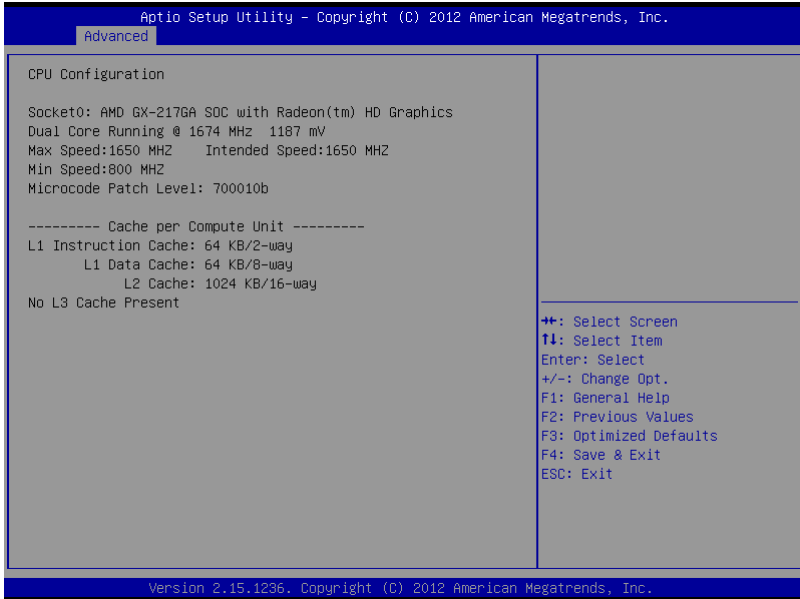 Aptio Setup Utility – Copyright (C) 2012 American Megatrends, Inc.
Advanced
CPU Configuration
Socket0: AMD GX-217GA SOC with Radeon(tm) HD Graphics
Dual Core Running @ 1674 MHz  1187 mV
Max Speed:1650 MHZ    Intended Speed:1650 MHZ
Min Speed:800 MHZ
Microcode Patch Level: 700010b
--------- Cache per Compute Unit ---------
L1 Instruction Cache: 64 KB/2-way
L1 Data Cache: 64 KB/8-way
L2 Cache: 1024 KB/16-way
No L3 Cache Present
→←: Select Screen
↑↓: Select Item
Enter: Select
+/-: Change Opt.
F1: General Help
F2: Previous Values
F3: Optimized Defaults
F4: Save & Exit
ESC: Exit
Version 2.15.1236. Copyright (C) 2012 American Megatrends, Inc.